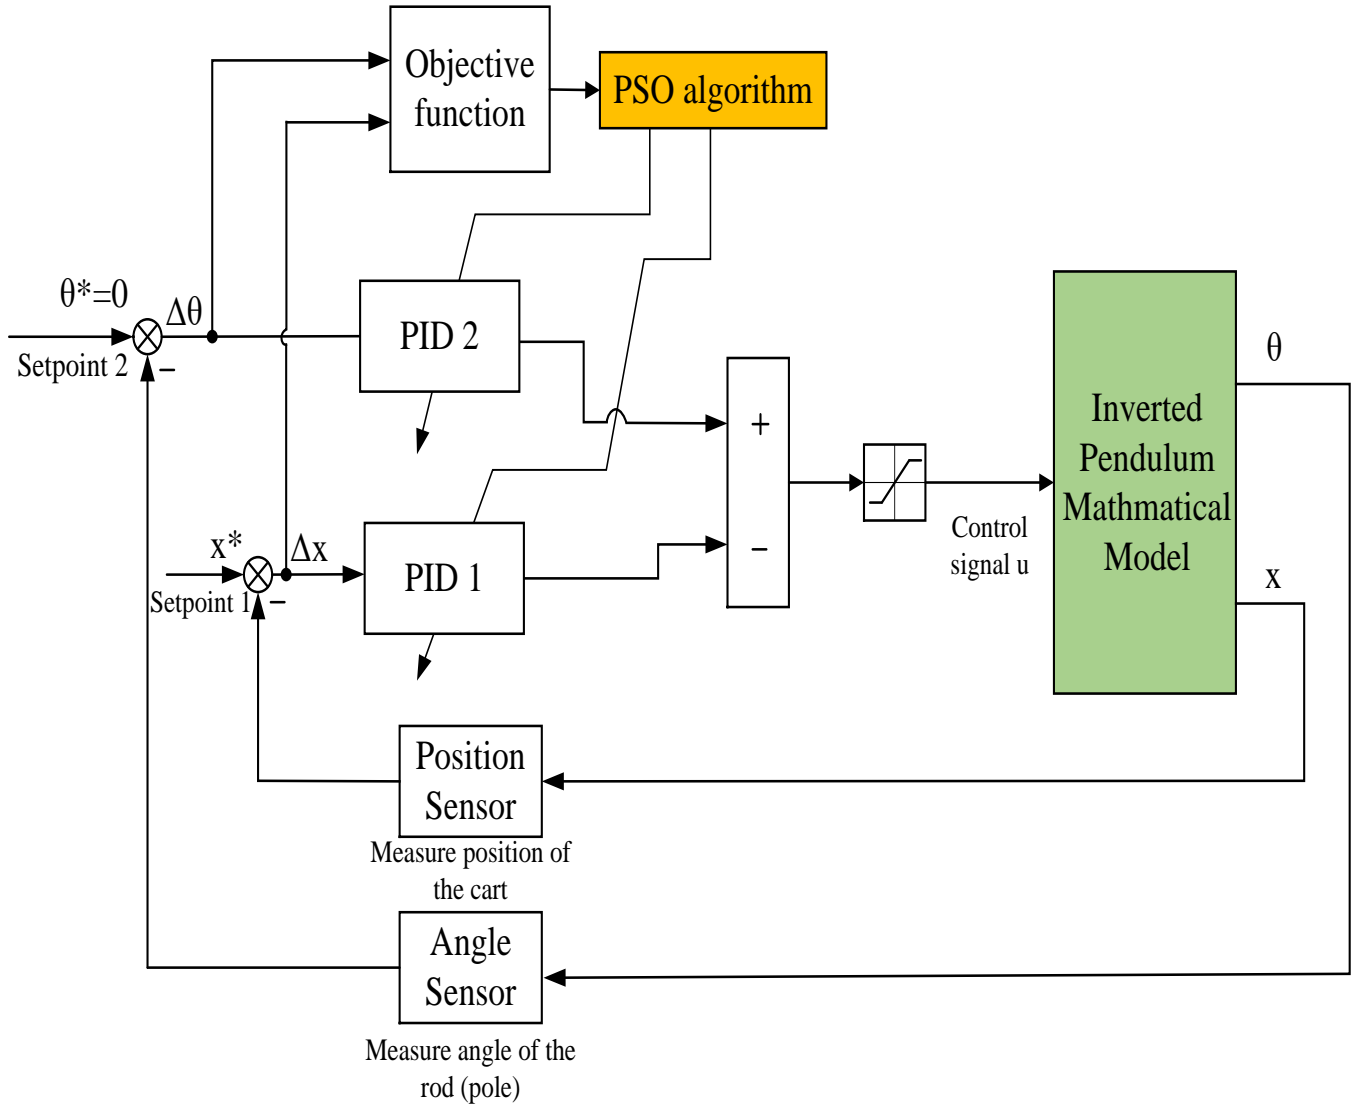 Objective
function
PSO algorithm
θ*=0
Δθ
Setpoint 2
−
PID 2
θ
+
−
Inverted
Pendulum
Mathmatical
Model
Control
signal u
x*
Δx
Setpoint 1
−
PID 1
x
Position
Sensor
Measure position of
the cart
Angle
Sensor
Measure angle of the
rod (pole)